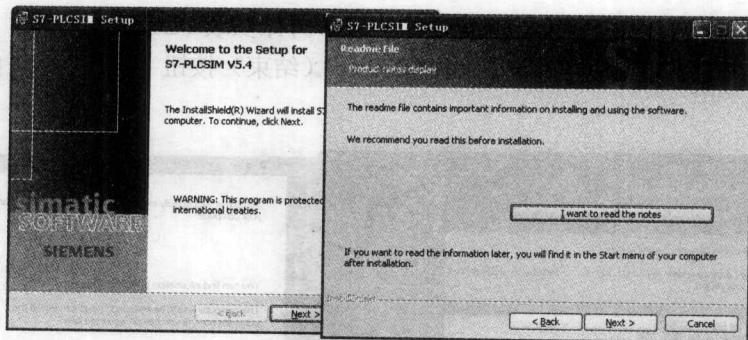 S7-PLCSIM Setup
Welcome to the Setup for
S7-PLCSIM V5.4
The InstallShield(R) Wizard will install S7
computer. To continue, click Next.
WARNING: This program is protected
international treaties.
simatic
SOFTWARE
SIEMENS
< Back
Next >
S7-PLCSIM Setup
Readme File
Product notes display
The readme file contains important information on installing and using the software.
We recommend you read this before installation.
I want to read the notes
If you want to read the information later, you will find it in the Start menu of your computer
after installation.
InstallShield
< Back
Next >
Cancel